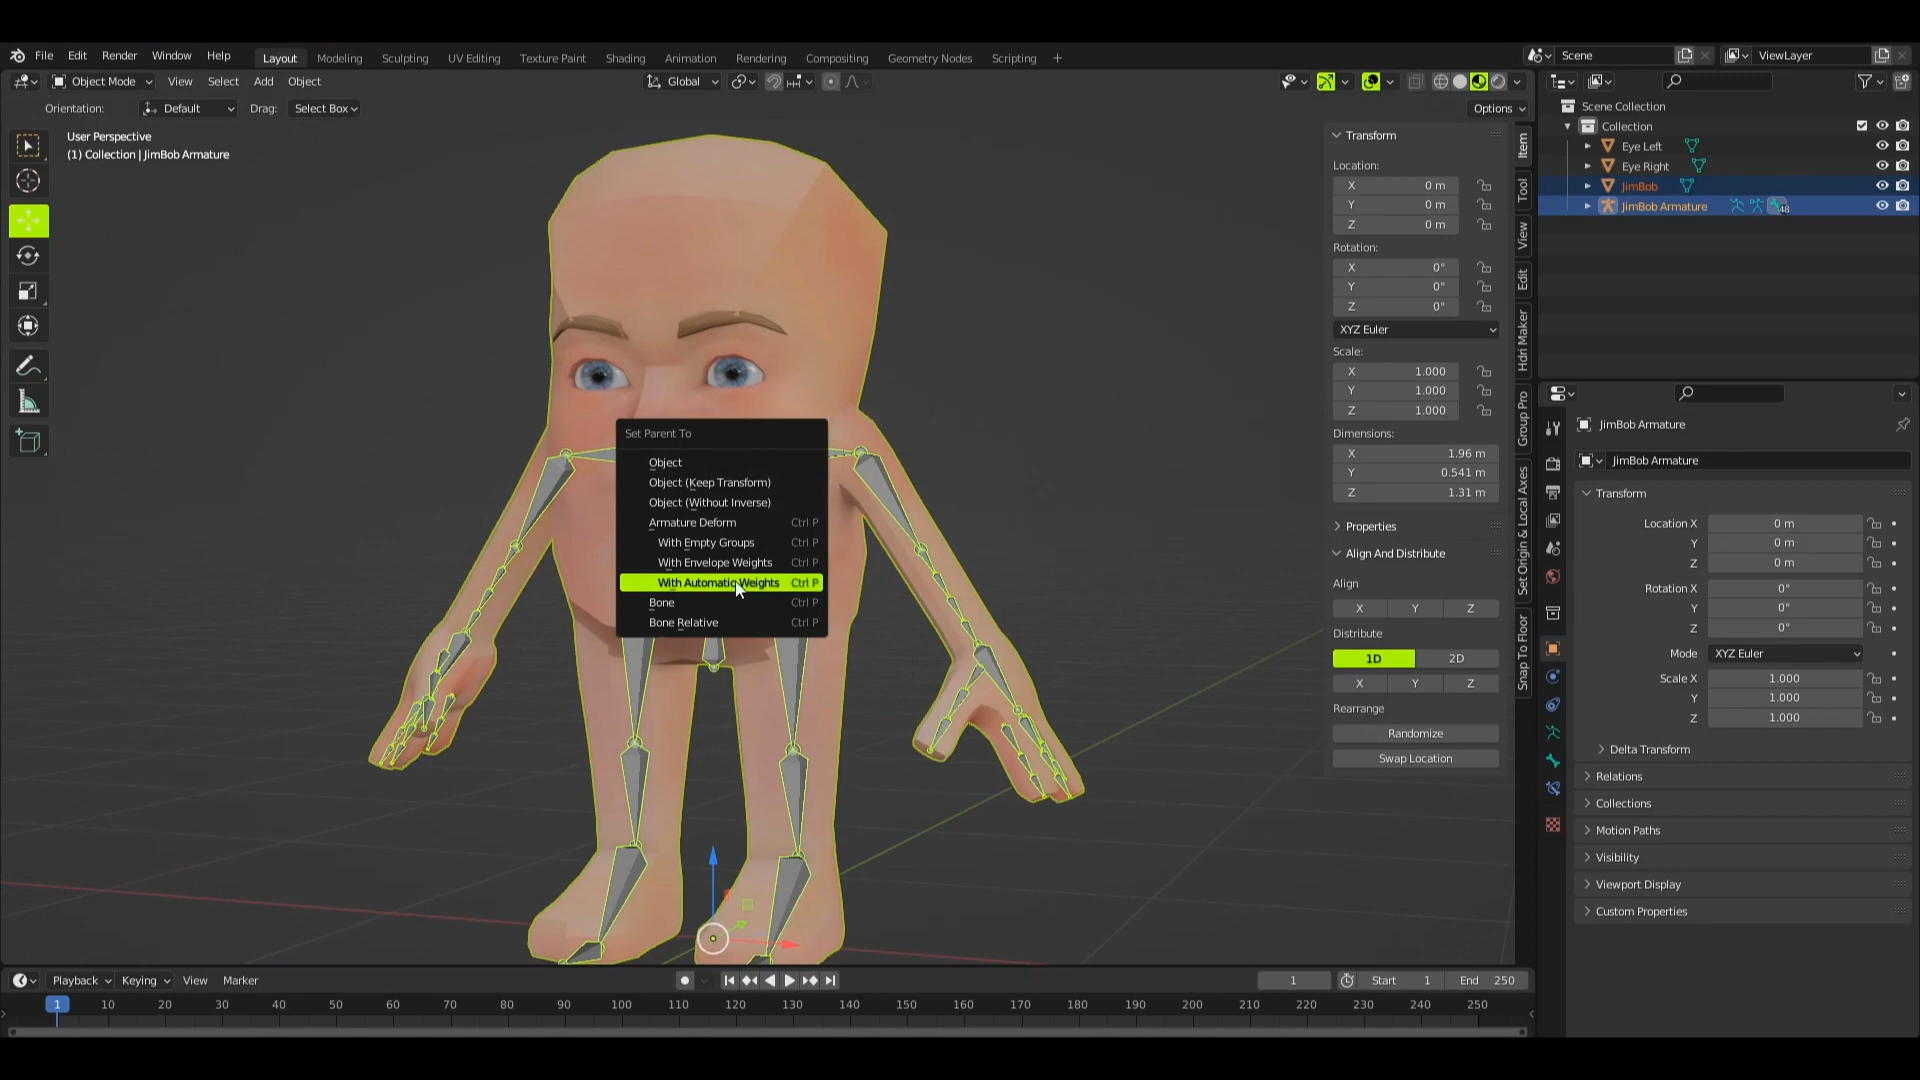 File Edit Render Window Help Layout Modeling Sculpting UV Editing Texture Paint Shading Animation Rendering Compositing Geometry Nodes Scripting + Scene ViewLayer
Object Mode View Select Add Object Global
Orientation: Default Drag: Select Box Options
User Perspective
(1) Collection | JimBob Armature
Set Parent To
Object
Object (Keep Transform)
Object (Without Inverse)
Armature Deform Ctrl P
With Empty Groups Ctrl P
With Envelope Weights Ctrl P
With Automatic Weights Ctrl P
Bone Ctrl P
Bone Relative Ctrl P
Transform
Location:
X 0 m
Y 0 m
Z 0 m
Rotation:
X 0°
Y 0°
Z 0°
XYZ Euler
Scale:
X 1.000
Y 1.000
Z 1.000
Dimensions:
X 1.96 m
Y 0.541 m
Z 1.31 m
Properties
Align And Distribute
Align
X Y Z
Distribute
1D 2D
X Y Z
Rearrange
Randomize
Swap Location
Item
Tool
View
Edit
Hdri Maker
Group Pro
Set Origin & Local Axes
Snap To Floor
Scene Collection
Collection
Eye Left
Eye Right
JimBob
JimBob Armature 48
JimBob Armature
JimBob Armature
Transform
Location X 0 m
Y 0 m
Z 0 m
Rotation X 0°
Y 0°
Z 0°
Mode XYZ Euler
Scale X 1.000
Y 1.000
Z 1.000
Delta Transform
Relations
Collections
Motion Paths
Visibility
Viewport Display
Custom Properties
Playback Keying View Marker 1 Start 1 End 250
1 10 20 30 40 50 60 70 80 90 100 110 120 130 140 150 160 170 180 190 200 210 220 230 240 250